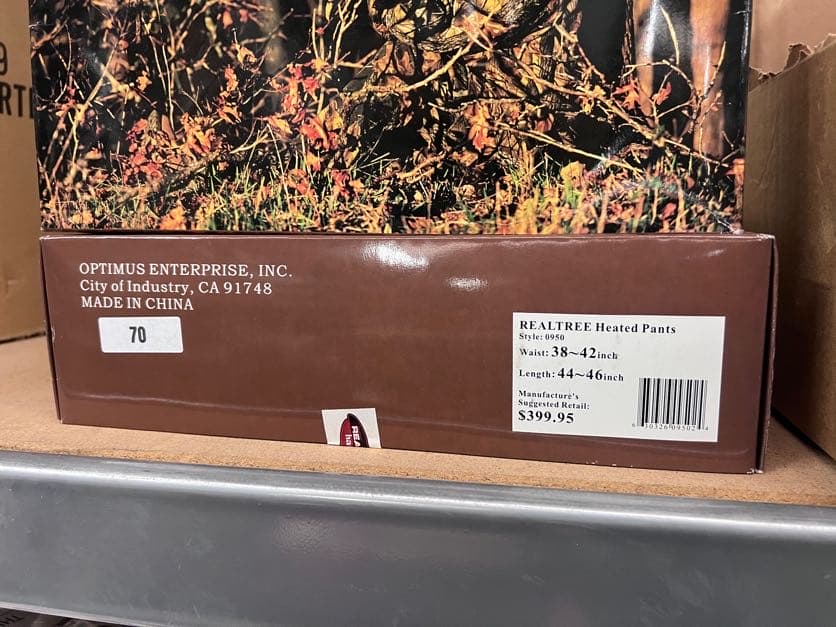 9
OPTIMUS ENTERPRISE, INC.
City of Industry, CA 91748
MADE IN CHINA
70
REALTREE Heated Pants
Style: 0950
Waist: 38~42inch
Length: 44~46inch
Manufacture's
Suggested Retail:
$399.95